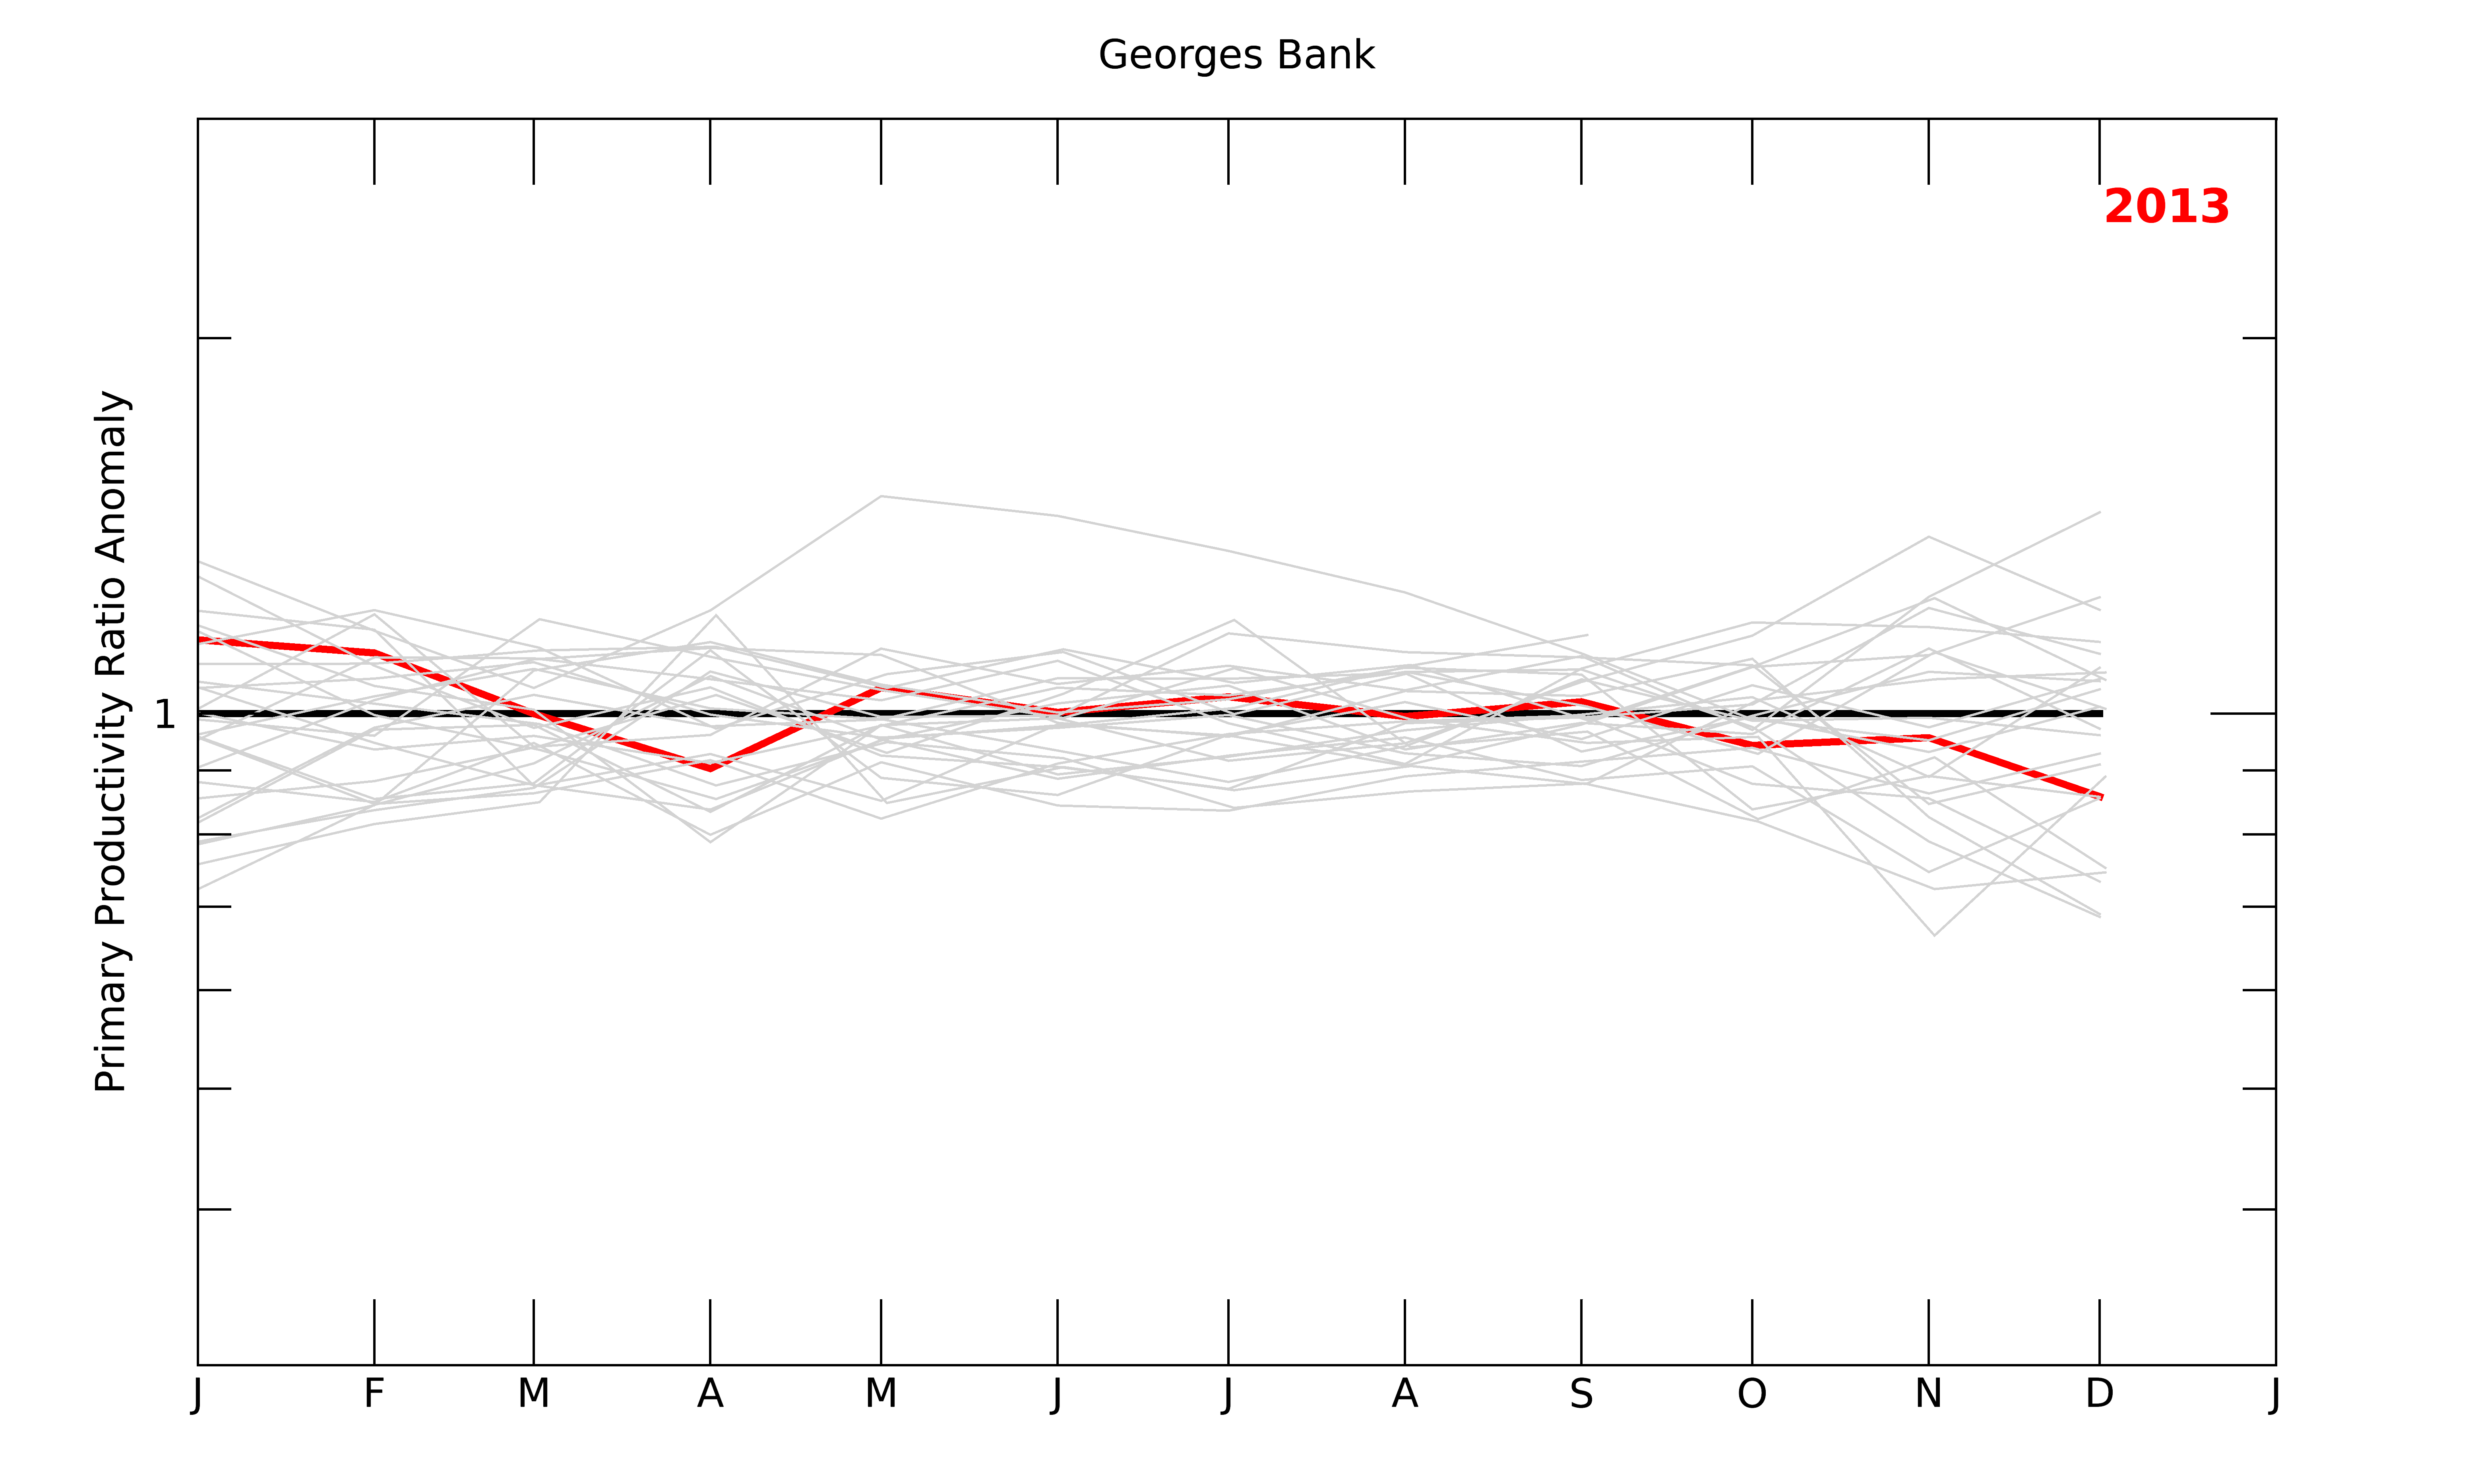 Georges Bank
2013
Primary Productivity Ratio Anomaly
1
J F M A M J J A S O N D J